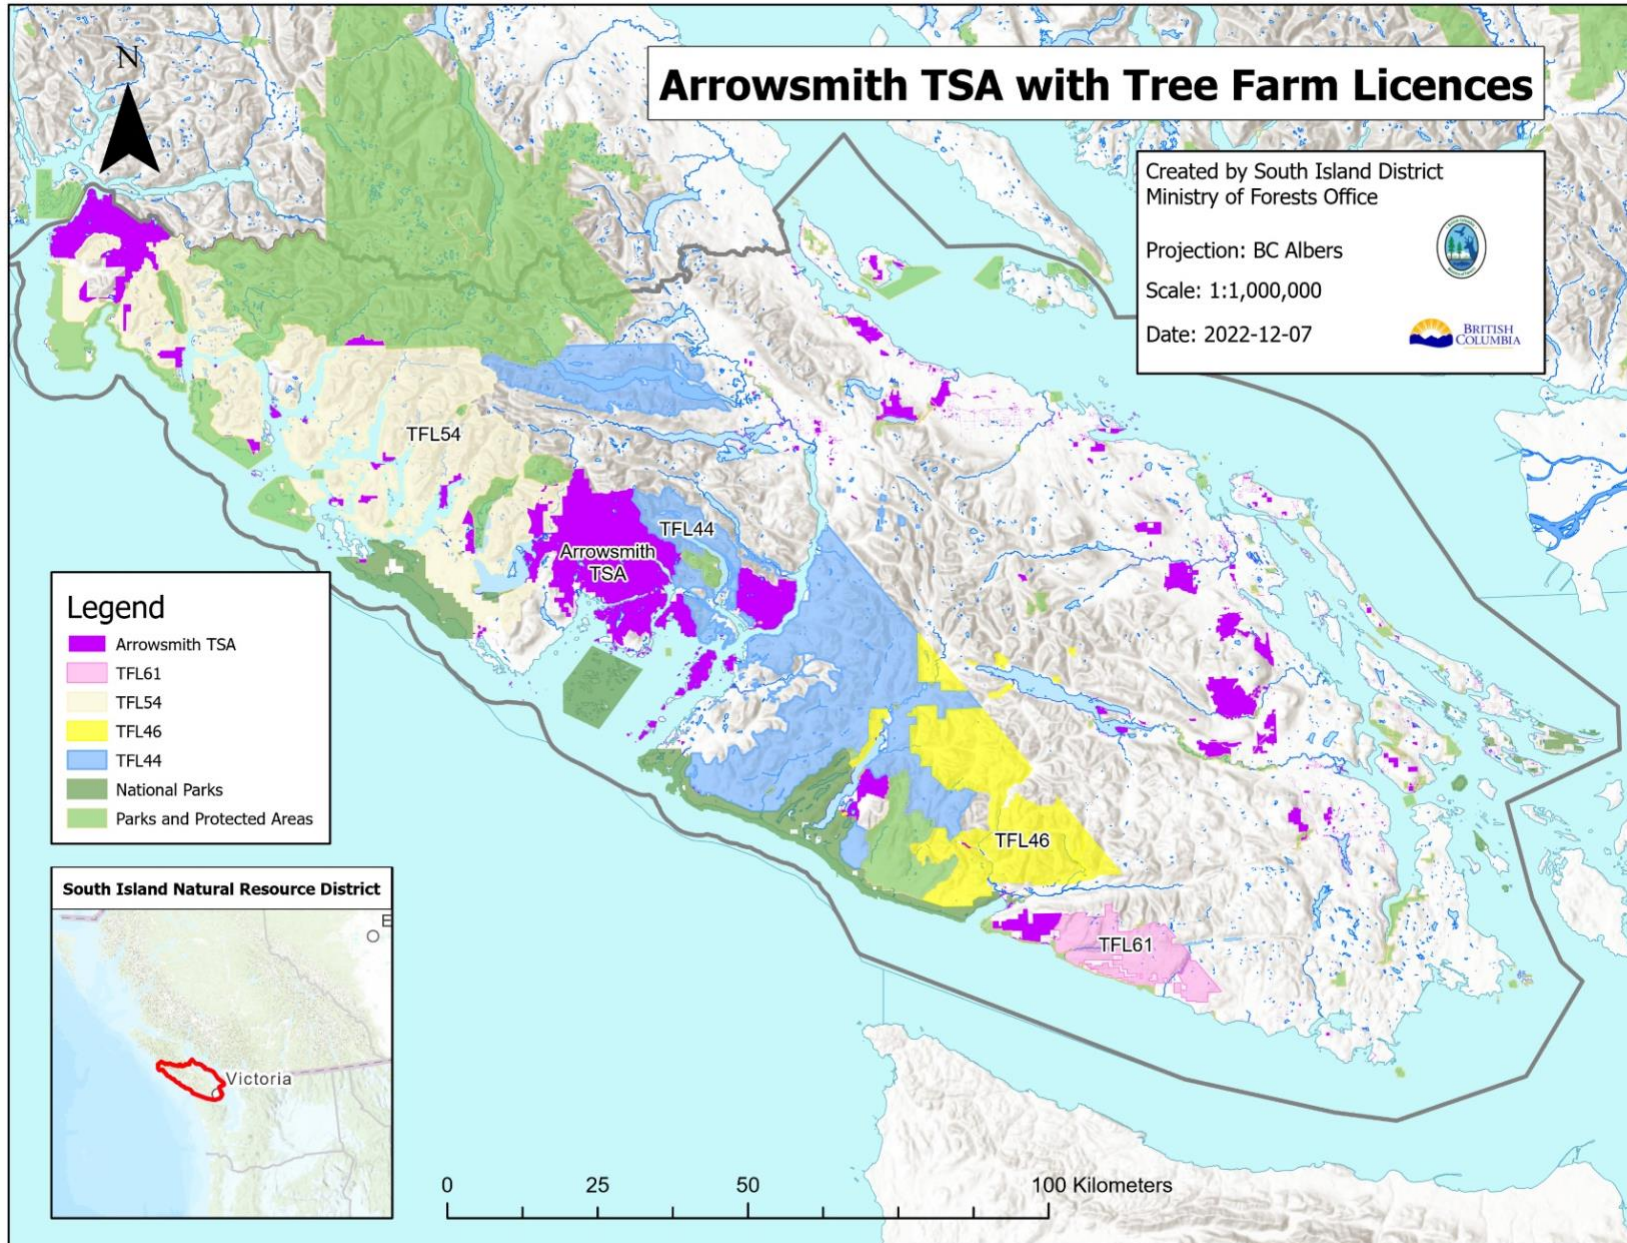 N
Arrowsmith TSA with Tree Farm Licences
Created by South Island District
Ministry of Forests Office
Projection: BC Albers
Scale: 1:1,000,000
Date: 2022-12-07
BRITISH
COLUMBIA
TFL54
TFL44
Arrowsmith
TSA
TFL46
TFL61
Legend
Arrowsmith TSA
TFL61
TFL54
TFL46
TFL44
National Parks
Parks and Protected Areas
South Island Natural Resource District
E
Victoria
0 25 50 100 Kilometers